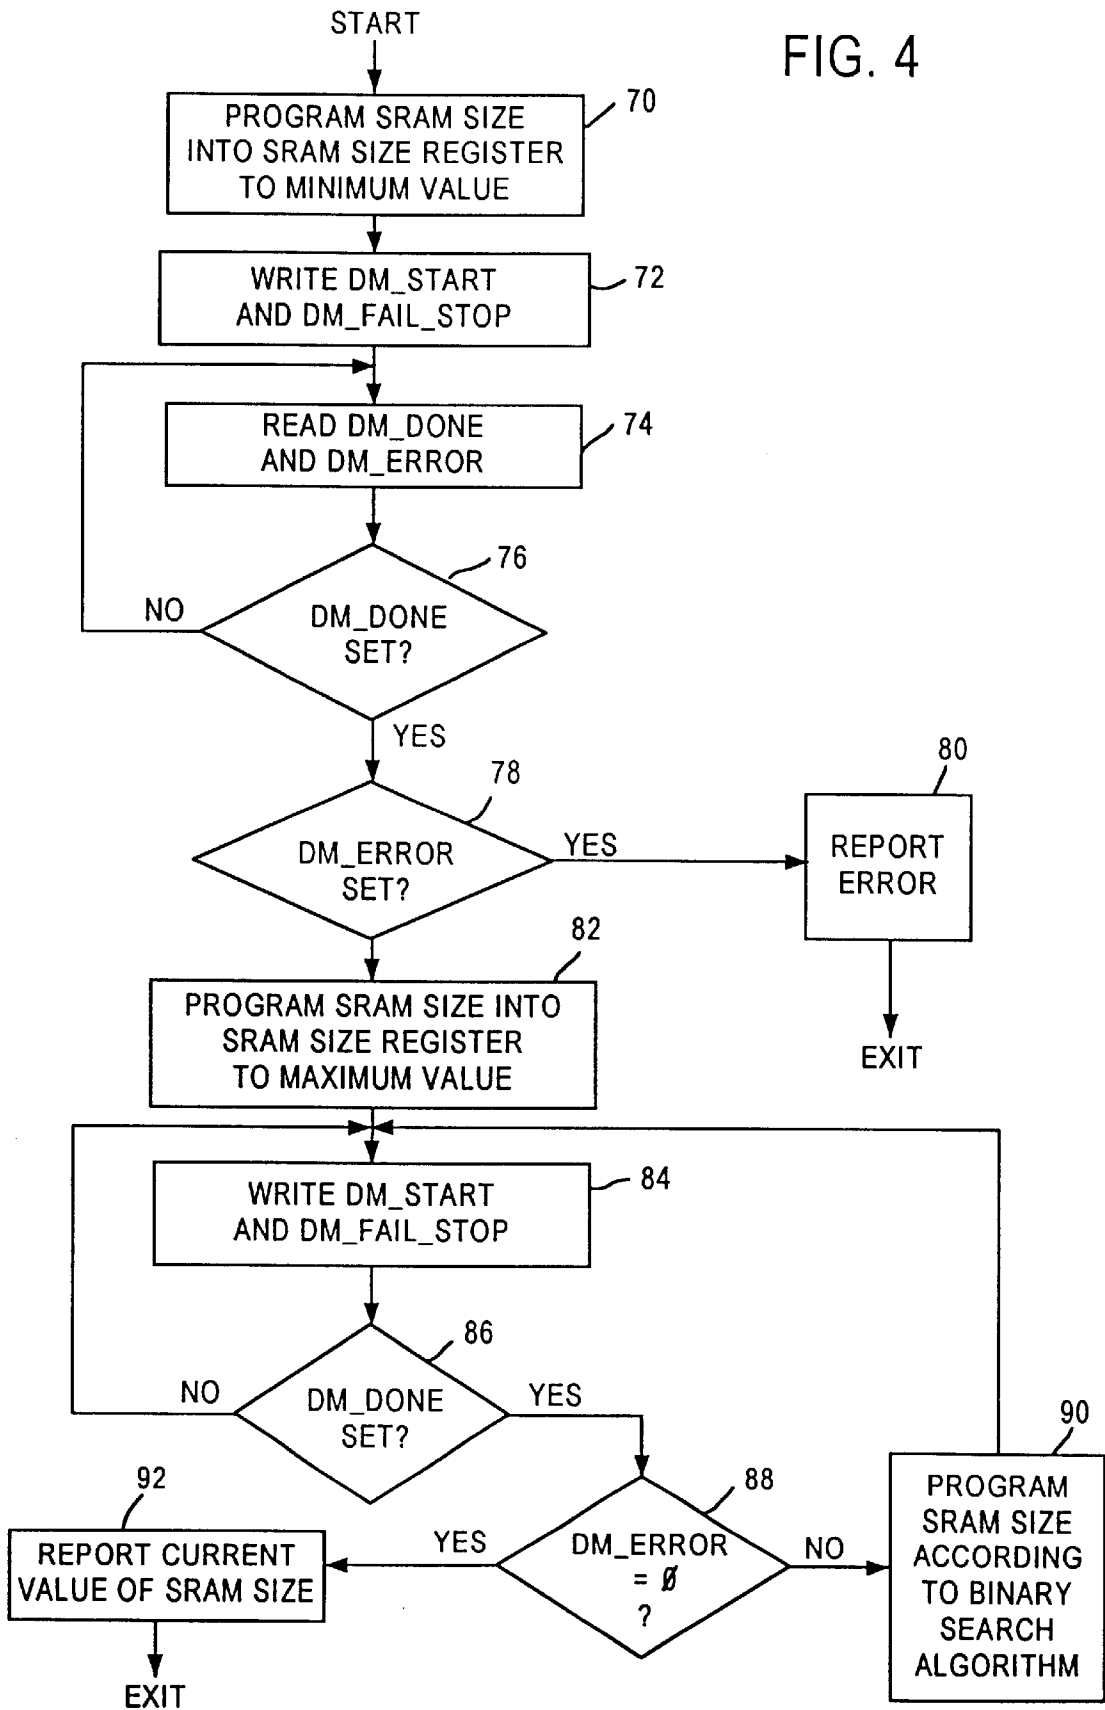 START
FIG. 4
70
PROGRAM SRAM SIZE
INTO SRAM SIZE REGISTER
TO MINIMUM VALUE
72
WRITE DM_START
AND DM_FAIL_STOP
74
READ DM_DONE
AND DM_ERROR
76
DM_DONE
SET?
NO
YES
78
DM_ERROR
SET?
YES
80
REPORT
ERROR
EXIT
82
PROGRAM SRAM SIZE INTO
SRAM SIZE REGISTER
TO MAXIMUM VALUE
84
WRITE DM_START
AND DM_FAIL_STOP
86
DM_DONE
SET?
NO
YES
88
DM_ERROR
= Ø
?
YES
NO
90
PROGRAM
SRAM SIZE
ACCORDING
TO BINARY
SEARCH
ALGORITHM
92
REPORT CURRENT
VALUE OF SRAM SIZE
EXIT